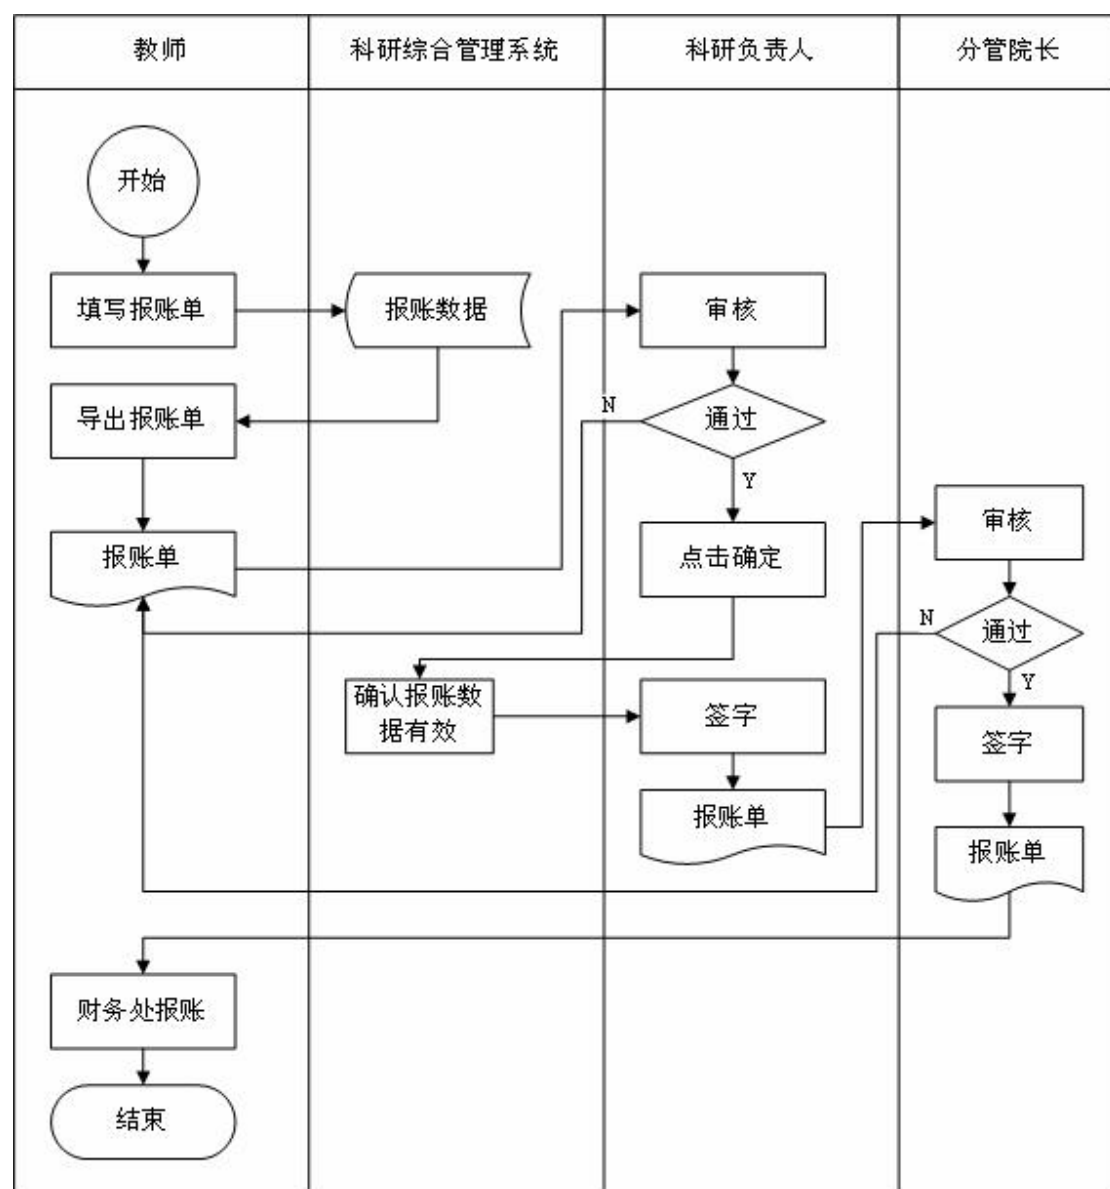 教师
科研综合管理系统
科研负责人
分管院长
开始
填写报账单
报账数据
审核
导出报账单
N
通过
Y
审核
报账单
点击确定
N
通过
Y
确认报账数
据有效
签字
签字
报账单
报账单
财务处报账
结束